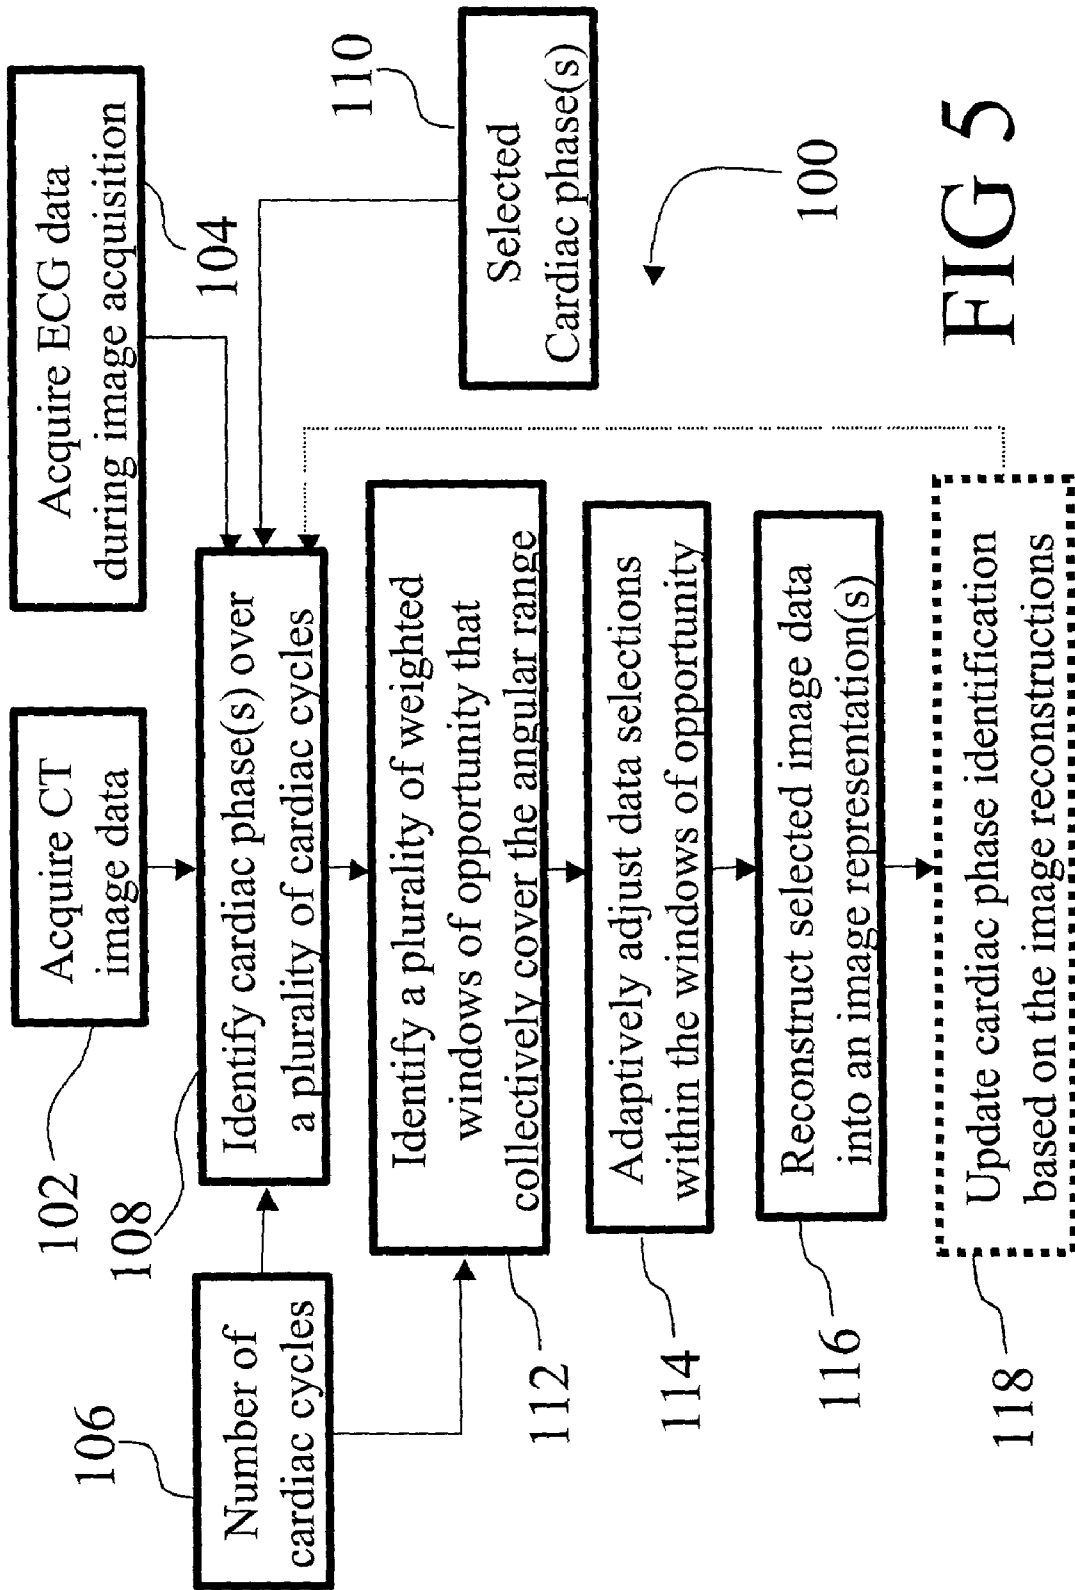 106
Number of
cardiac cycles
102
Acquire CT
image data
Acquire ECG data
during image acquisition
104
108
Identify cardiac phase(s) over
a plurality of cardiac cycles
110
Selected
Cardiac phase(s)
112
Identify a plurality of weighted
windows of opportunity that
collectively cover the angular range
114
Adaptively adjust data selections
within the windows of opportunity
100
116
Reconstruct selected image data
into an image representation(s)
118
Update cardiac phase identification
based on the image reconstructions
FIG 5